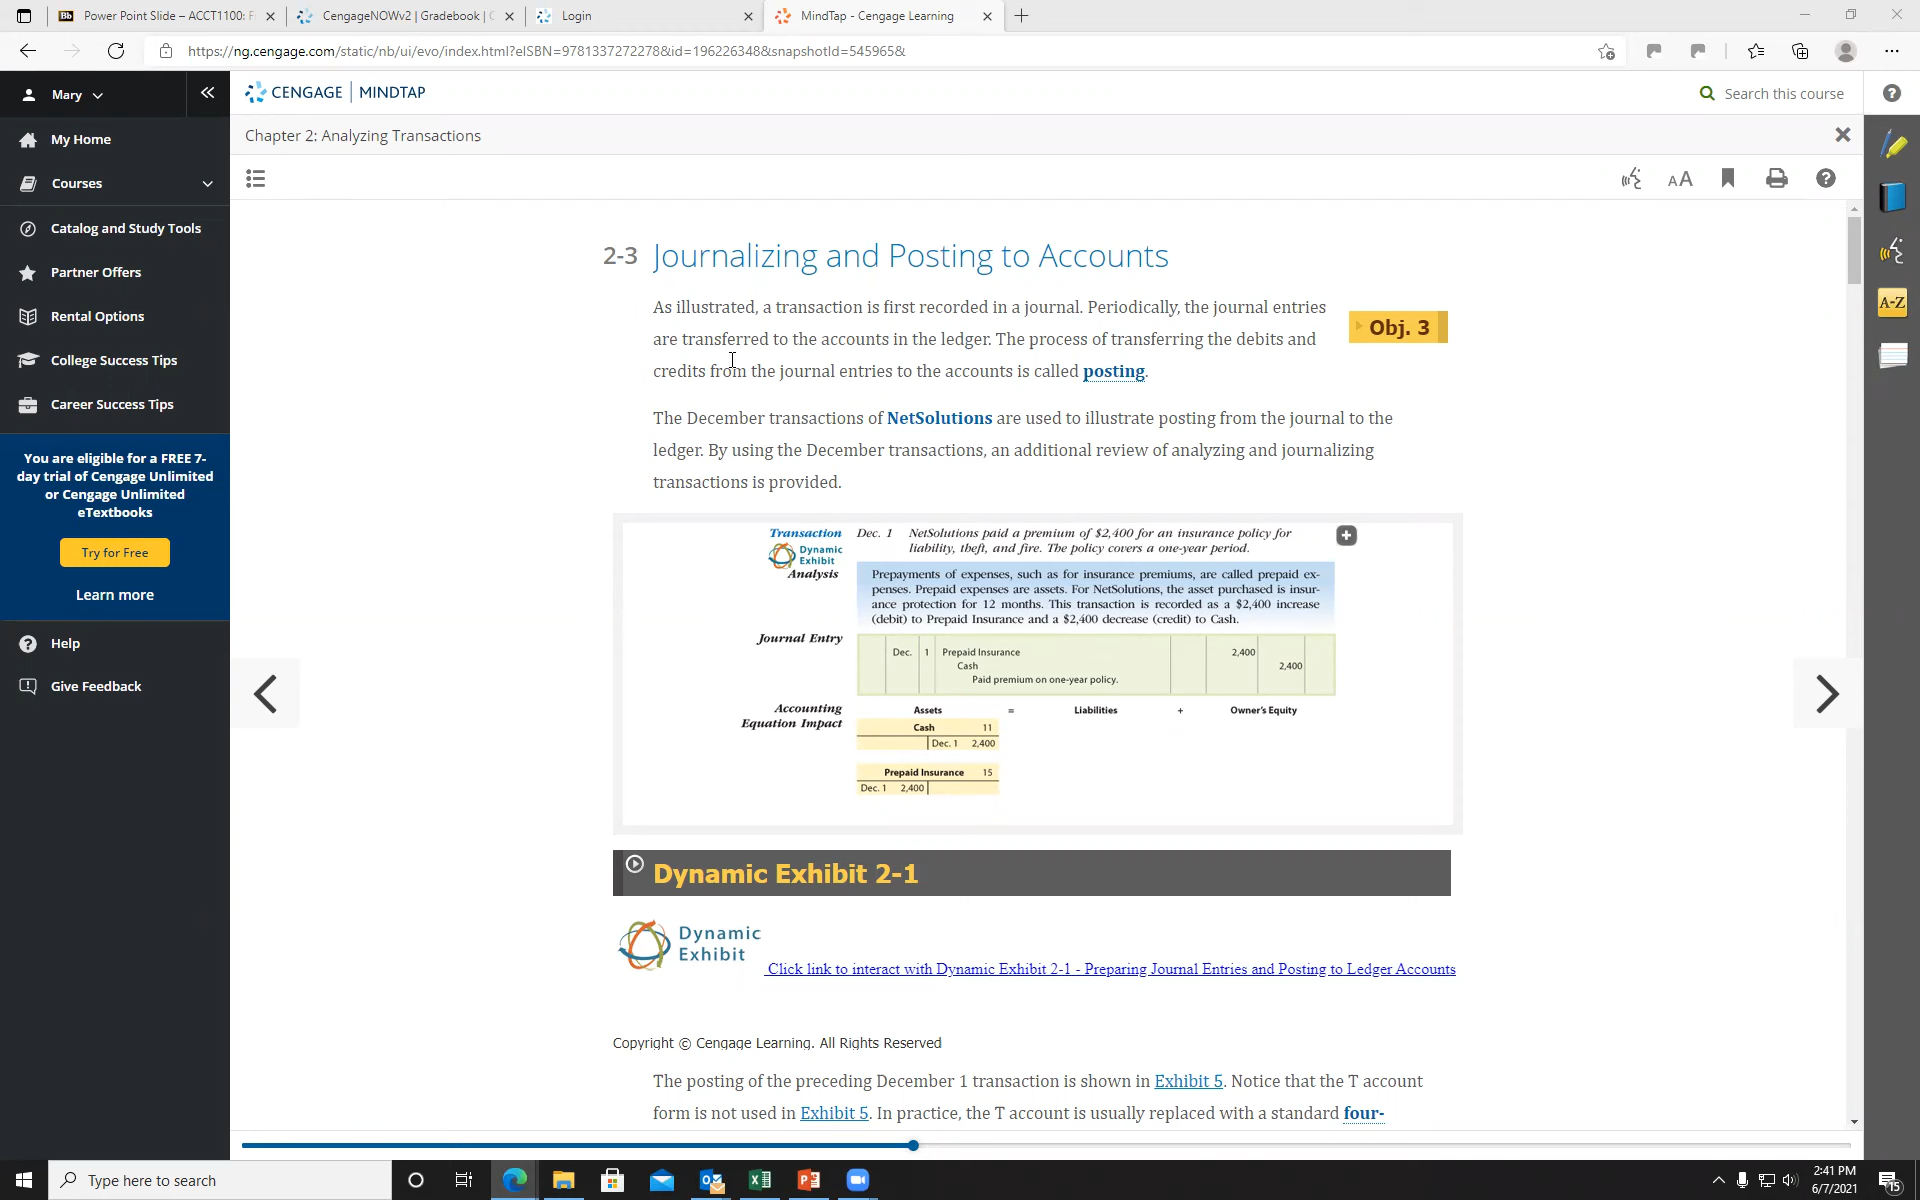 Power Point Slide – ACCT1100: F
CengageNOWv2 | Gradebook | C
Login
MindTap - Cengage Learning
https://ng.cengage.com/static/nb/ui/evo/index.html?eISBN=9781337272278&id=196226348&snapshotId=545965&
Mary
CENGAGE | MINDTAP
Search this course
Chapter 2: Analyzing Transactions
My Home
Courses
Catalog and Study Tools
Partner Offers
Rental Options
College Success Tips
Career Success Tips
You are eligible for a FREE 7-
day trial of Cengage Unlimited
or Cengage Unlimited
eTextbooks
Try for Free
Learn more
Help
Give Feedback
AA
A-Z
2-3 Journalizing and Posting to Accounts
As illustrated, a transaction is first recorded in a journal. Periodically, the journal entries
are transferred to the accounts in the ledger. The process of transferring the debits and
credits from the journal entries to the accounts is called posting.
Obj. 3
The December transactions of NetSolutions are used to illustrate posting from the journal to the
ledger. By using the December transactions, an additional review of analyzing and journalizing
transactions is provided.
Transaction Dec. 1 NetSolutions paid a premium of $2,400 for an insurance policy for
liability, theft, and fire. The policy covers a one-year period.
Dynamic
Exhibit
Analysis Prepayments of expenses, such as for insurance premiums, are called prepaid ex-
penses. Prepaid expenses are assets. For NetSolutions, the asset purchased is insur-
ance protection for 12 months. This transaction is recorded as a $2,400 increase
(debit) to Prepaid Insurance and a $2,400 decrease (credit) to Cash.
Journal Entry
Dec. 1 Prepaid Insurance 2,400
Cash 2,400
Paid premium on one-year policy.
Accounting
Equation Impact
Assets = Liabilities + Owner's Equity
Cash 11
Dec. 1 2,400
Prepaid Insurance 15
Dec. 1 2,400
Dynamic Exhibit 2-1
Dynamic
Exhibit
Click link to interact with Dynamic Exhibit 2-1 - Preparing Journal Entries and Posting to Ledger Accounts
Copyright © Cengage Learning. All Rights Reserved
The posting of the preceding December 1 transaction is shown in Exhibit 5. Notice that the T account
form is not used in Exhibit 5. In practice, the T account is usually replaced with a standard four-
Type here to search
2:41 PM
6/7/2021
15